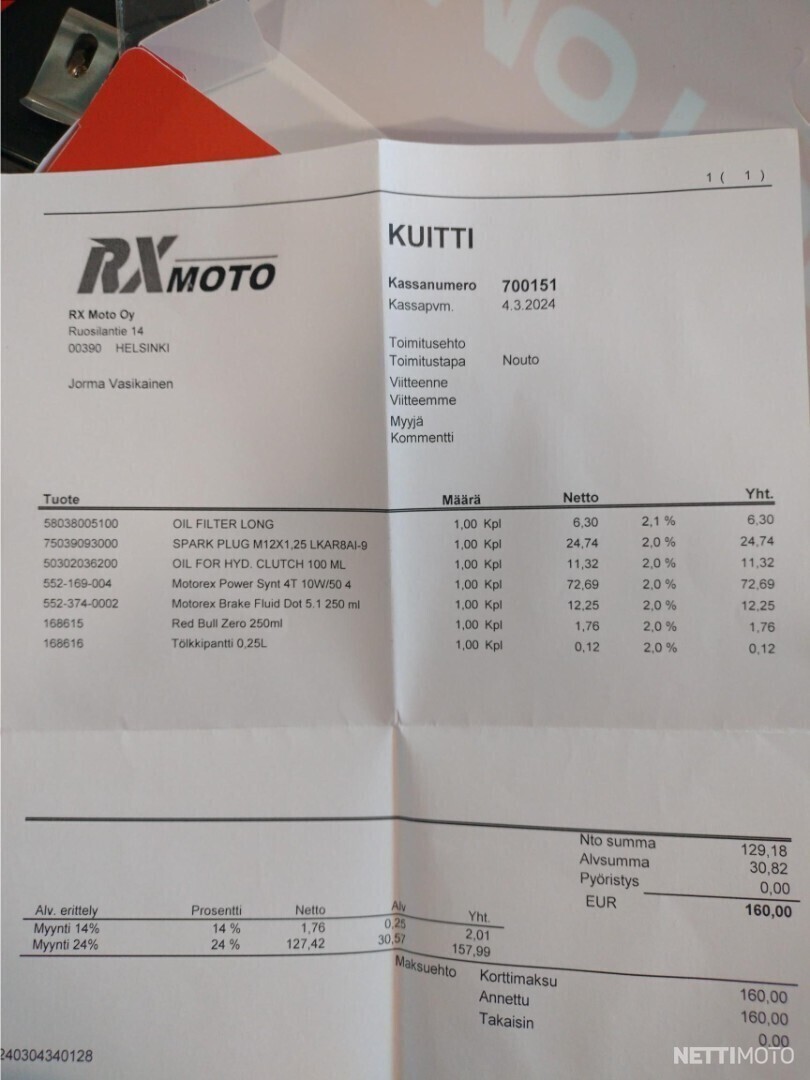 1 ( 1 )
RX MOTO
KUITTI
RX Moto Oy
Ruosilantie 14
00390 HELSINKI
Jorma Vasikainen
Kassanumero 700151
Kassapvm. 4.3.2024
Toimitusehto
Toimitustapa Nouto
Viitteenne
Viitteemme
Myyjä
Kommentti
Tuote Määrä Netto Yht.
58038005100 OIL FILTER LONG 1,00 Kpl 6,30 2,1 % 6,30
75039093000 SPARK PLUG M12X1,25 LKAR8AI-9 1,00 Kpl 24,74 2,0 % 24,74
50302036200 OIL FOR HYD. CLUTCH 100 ML 1,00 Kpl 11,32 2,0 % 11,32
552-169-004 Motorex Power Synt 4T 10W/50 4 1,00 Kpl 72,69 2,0 % 72,69
552-374-0002 Motorex Brake Fluid Dot 5.1 250 ml 1,00 Kpl 12,25 2,0 % 12,25
168615 Red Bull Zero 250ml 1,00 Kpl 1,76 2,0 % 1,76
168616 Tölkkipantti 0,25L 1,00 Kpl 0,12 2,0 % 0,12
Nto summa 129,18
Alvsumma 30,82
Pyöristys 0,00
EUR 160,00
Alv. erittely Prosentti Netto Alv Yht.
Myynti 14% 14 % 1,76 0,25 2,01
Myynti 24% 24 % 127,42 30,57 157,99
Maksuehto Korttimaksu 160,00
Annettu 160,00
Takaisin 0,00
240304340128
NETTIMOTO